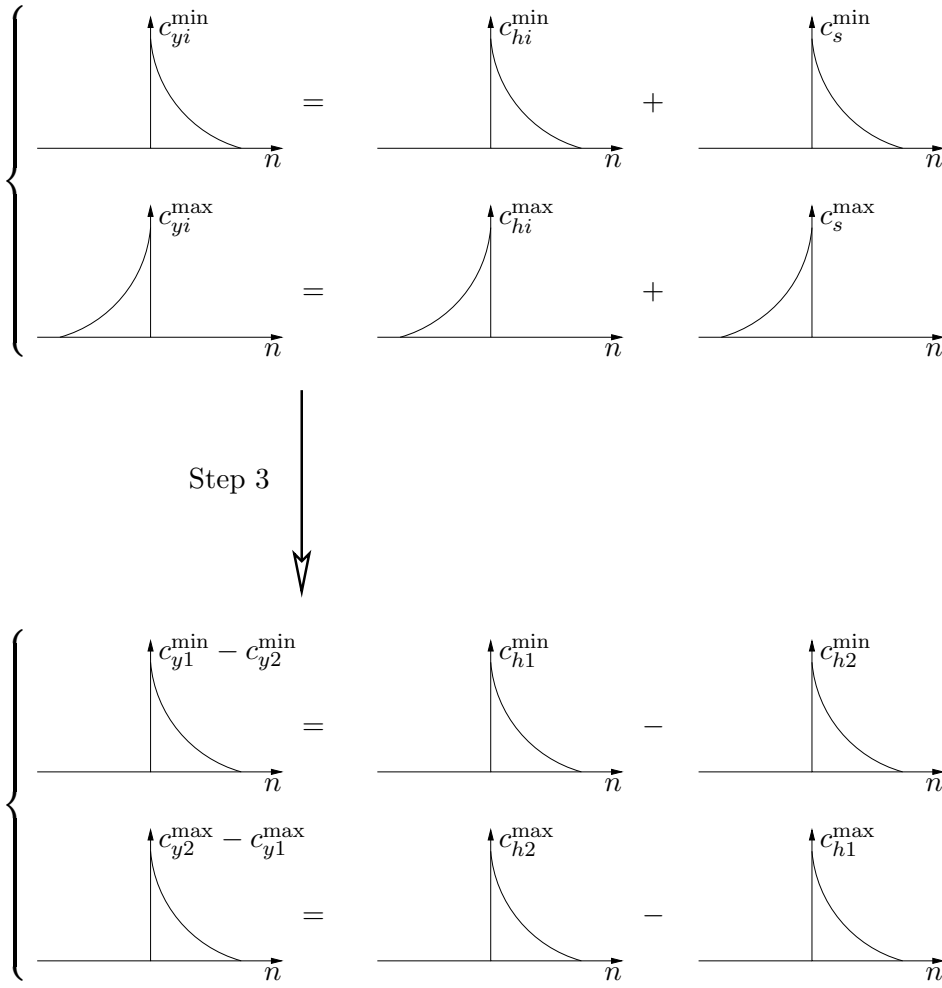 c_{yi}^{min} = c_{hi}^{min} + c_s^{min}
n n n
c_{yi}^{max} = c_{hi}^{max} + c_s^{max}
n n n
Step 3
c_{y1}^{min} − c_{y2}^{min} = c_{h1}^{min} − c_{h2}^{min}
n n n
c_{y2}^{max} − c_{y1}^{max} = c_{h2}^{max} − c_{h1}^{max}
n n n